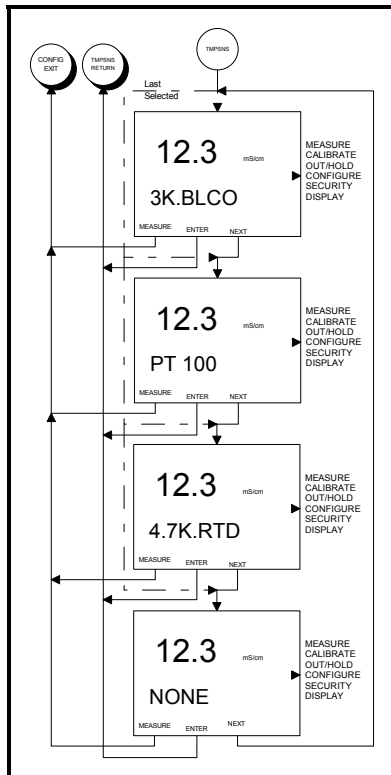 CONFIG
EXIT
TMPSNS
RETURN
TMPSNS
Last
Selected
12.3
mS/cm
3K.BLCO
MEASURE ENTER NEXT
MEASURE
CALIBRATE
OUT/HOLD
CONFIGURE
SECURITY
DISPLAY
12.3
mS/cm
PT 100
MEASURE ENTER NEXT
MEASURE
CALIBRATE
OUT/HOLD
CONFIGURE
SECURITY
DISPLAY
12.3
mS/cm
4.7K.RTD
MEASURE ENTER NEXT
MEASURE
CALIBRATE
OUT/HOLD
CONFIGURE
SECURITY
DISPLAY
12.3
mS/cm
NONE
MEASURE ENTER NEXT
MEASURE
CALIBRATE
OUT/HOLD
CONFIGURE
SECURITY
DISPLAY